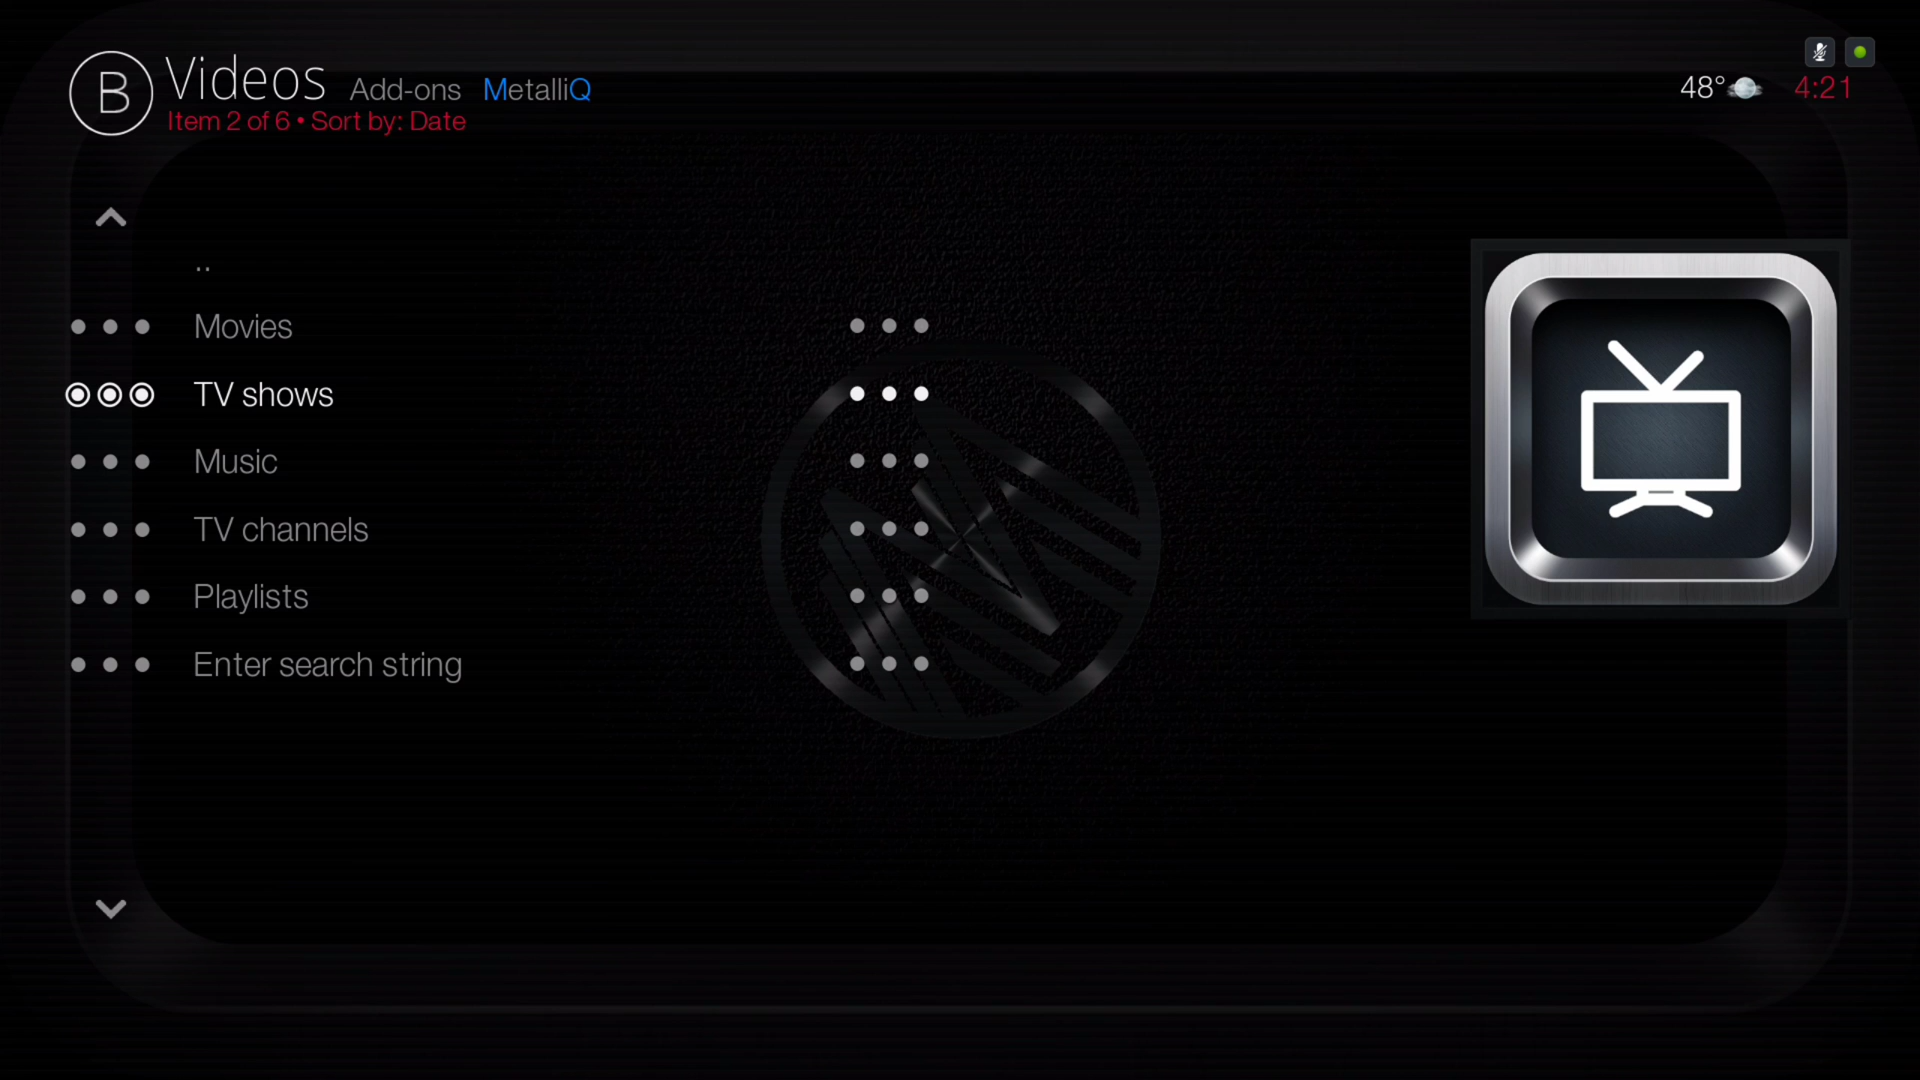 B
Videos Add-ons MetalliQ
Item 2 of 6 • Sort by: Date
48° 4:21
..
Movies
TV shows
Music
TV channels
Playlists
Enter search string